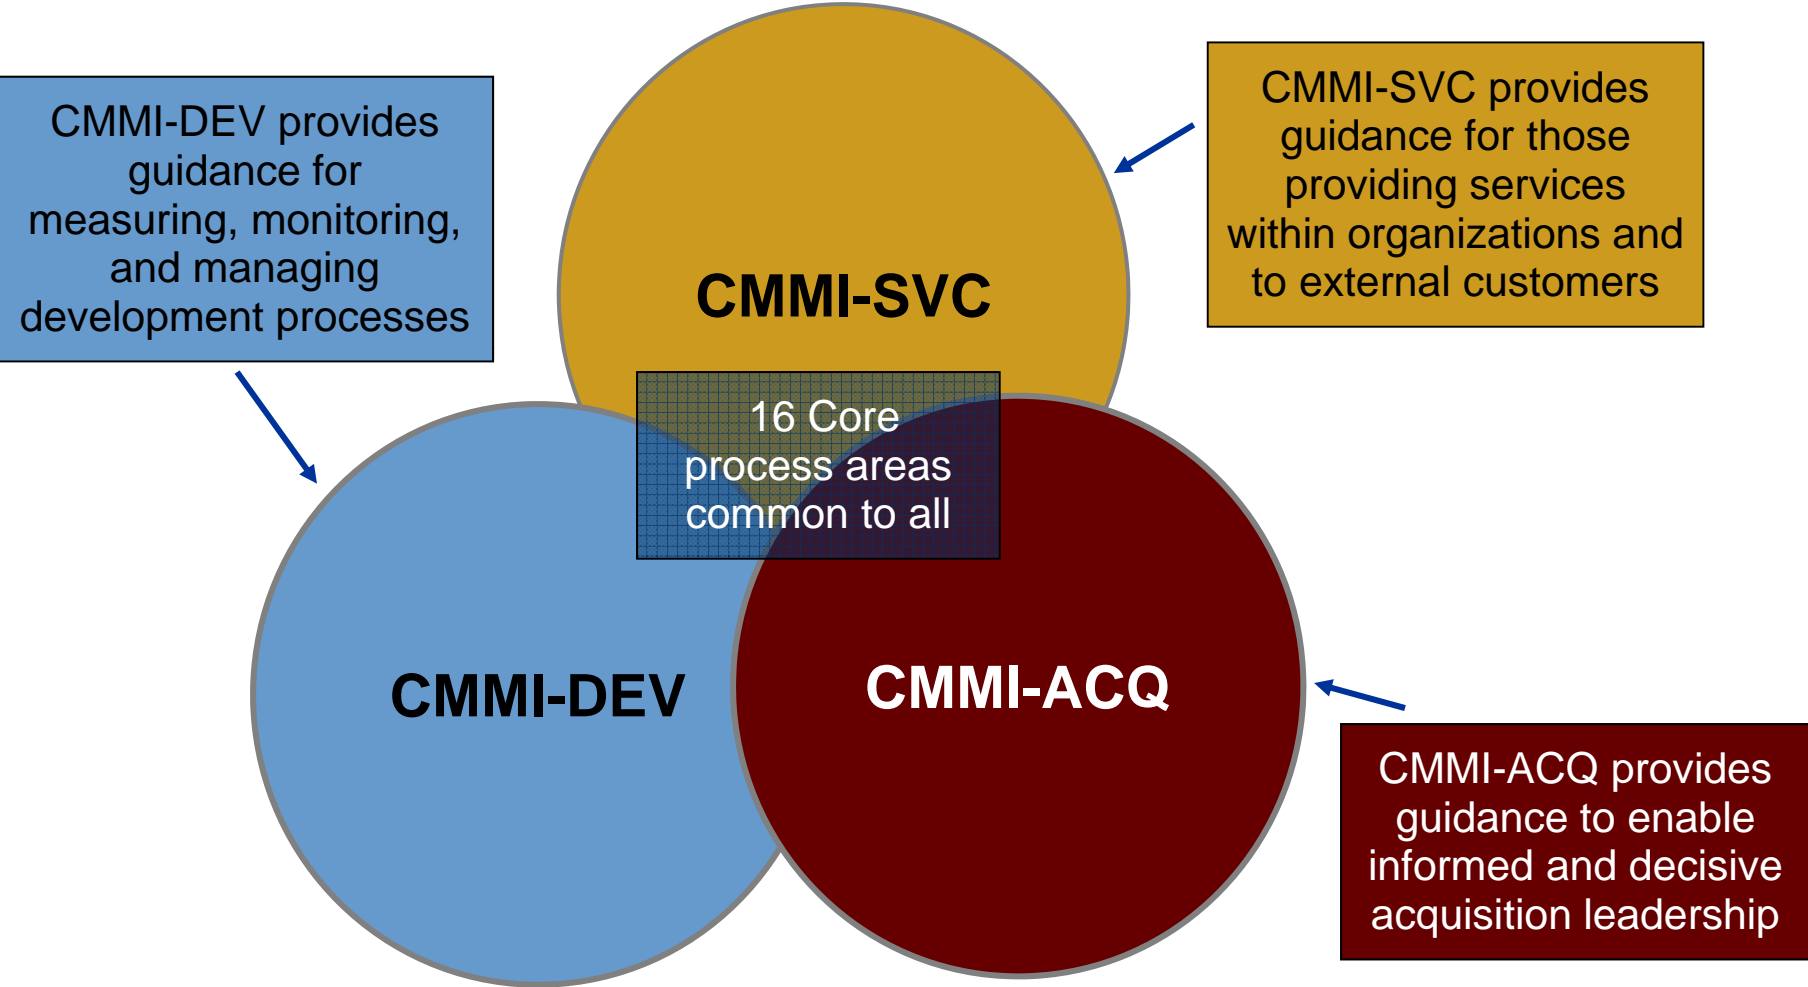 CMMI-DEV provides
guidance for
measuring, monitoring,
and managing
development processes
CMMI-SVC provides
guidance for those
providing services
within organizations and
to external customers
CMMI-SVC
16 Core
process areas
common to all
CMMI-DEV
CMMI-ACQ
CMMI-ACQ provides
guidance to enable
informed and decisive
acquisition leadership